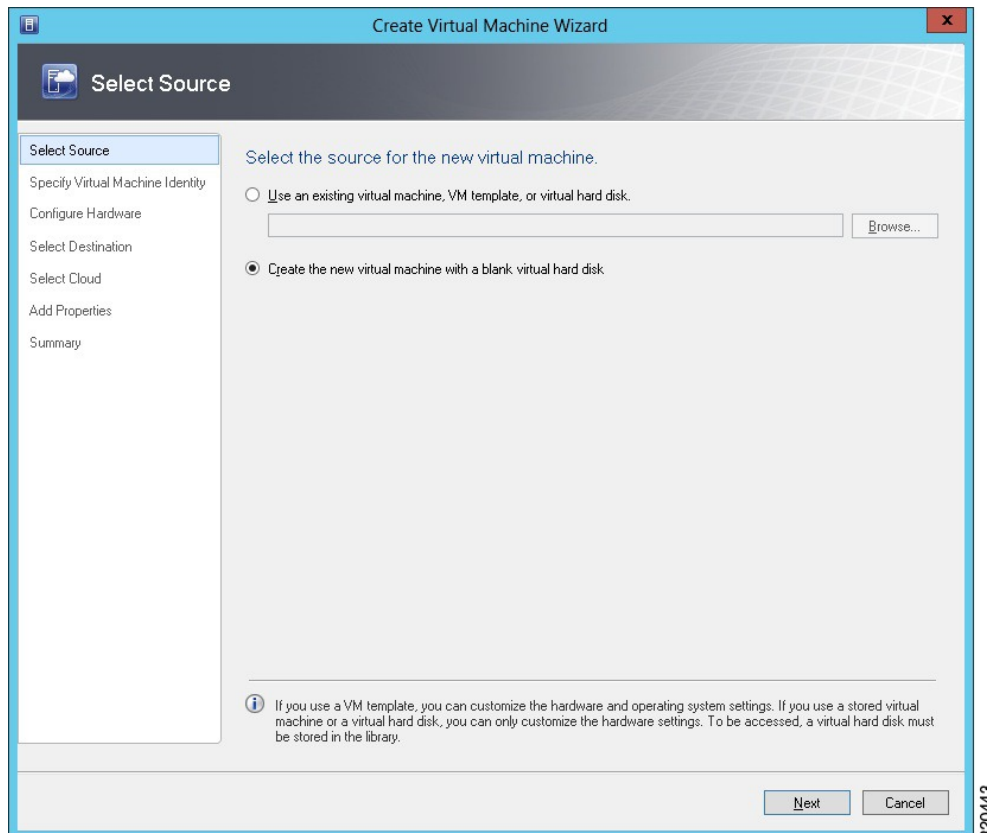 Create Virtual Machine Wizard
x
Select Source
Select Source
Specify Virtual Machine Identity
Configure Hardware
Select Destination
Select Cloud
Add Properties
Summary
Select the source for the new virtual machine.
Use an existing virtual machine, VM template, or virtual hard disk.
Browse...
Create the new virtual machine with a blank virtual hard disk
If you use a VM template, you can customize the hardware and operating system settings. If you use a stored virtual
machine or a virtual hard disk, you can only customize the hardware settings. To be accessed, a virtual hard disk must
be stored in the library.
Next
Cancel